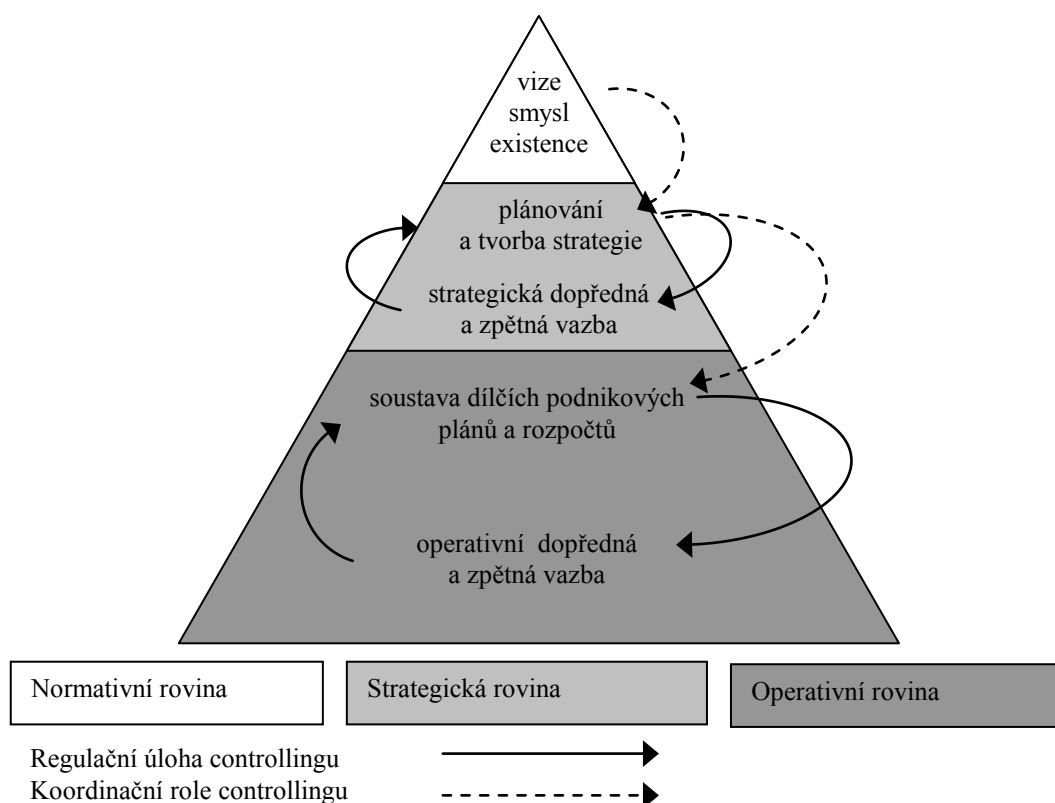 vize
smysl
existence
plánování
a tvorba strategie
strategická dopředná
a zpětná vazba
soustava dílčích podnikových
plánů a rozpočtů
operativní dopředná
a zpětná vazba
Normativní rovina
Strategická rovina
Operativní rovina
Regulační úloha controllingu
Koordinační role controllingu